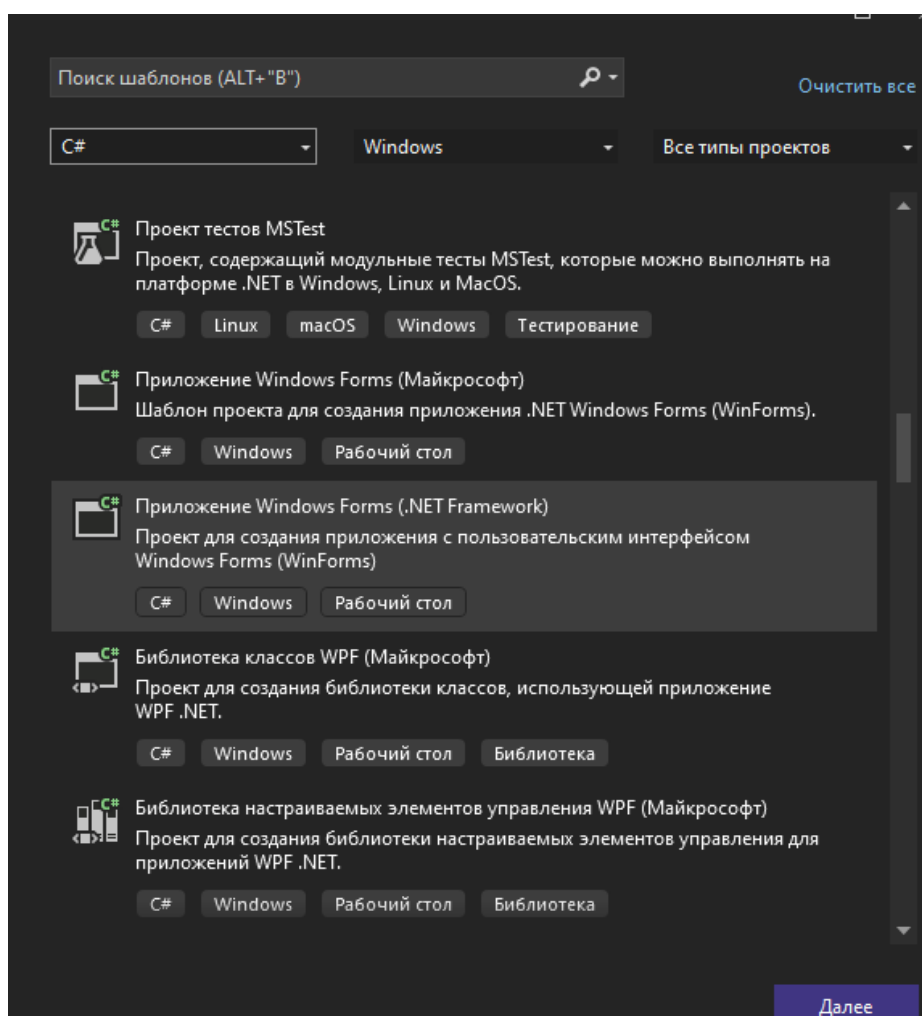 Поиск шаблонов (ALT+"В")
Очистить все
C# Windows Все типы проектов
C#
Проект тестов MSTest
Проект, содержащий модульные тесты MSTest, которые можно выполнять на
платформе .NET в Windows, Linux и MacOS.
C# Linux macOS Windows Тестирование
C#
Приложение Windows Forms (Майкрософт)
Шаблон проекта для создания приложения .NET Windows Forms (WinForms).
C# Windows Рабочий стол
C#
Приложение Windows Forms (.NET Framework)
Проект для создания приложения с пользовательским интерфейсом
Windows Forms (WinForms)
C# Windows Рабочий стол
C#
Библиотека классов WPF (Майкрософт)
Проект для создания библиотеки классов, использующей приложение
WPF .NET.
C# Windows Рабочий стол Библиотека
C#
Библиотека настраиваемых элементов управления WPF (Майкрософт)
Проект для создания библиотеки настраиваемых элементов управления для
приложений WPF .NET.
C# Windows Рабочий стол Библиотека
Далее